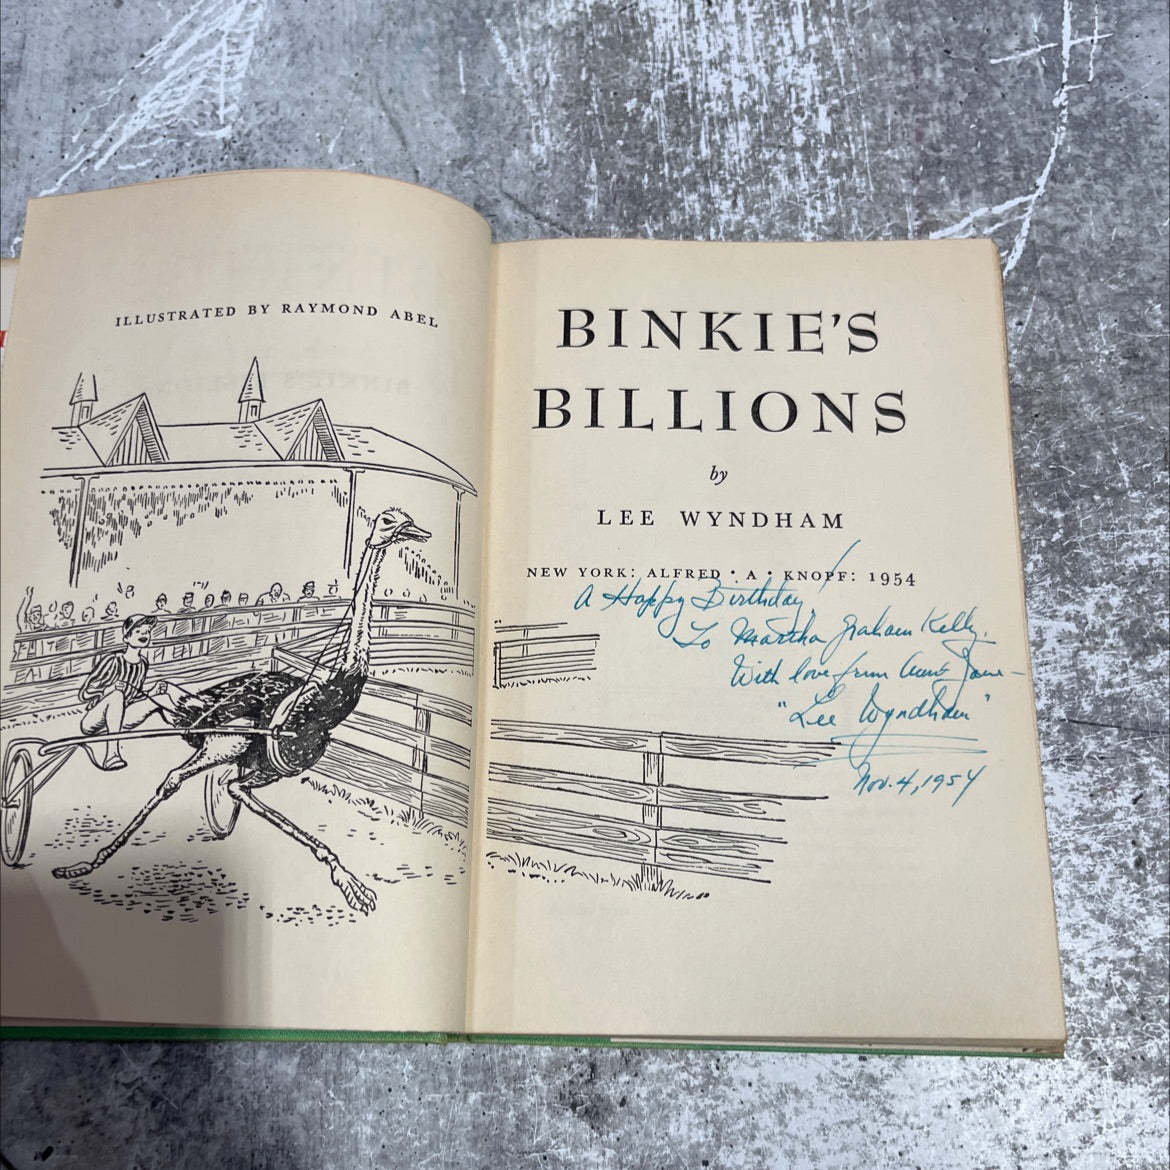 ILLUSTRATED BY RAYMOND ABEL
BINKIE'S
BILLIONS
by
LEE WYNDHAM
NEW YORK: ALFRED • A • KNOPF: 1954
A Happy Birthday,
To Martha Graham Kelly.
With love from Aunt Jane—
"Lee Wyndham"
Nov. 4, 1954